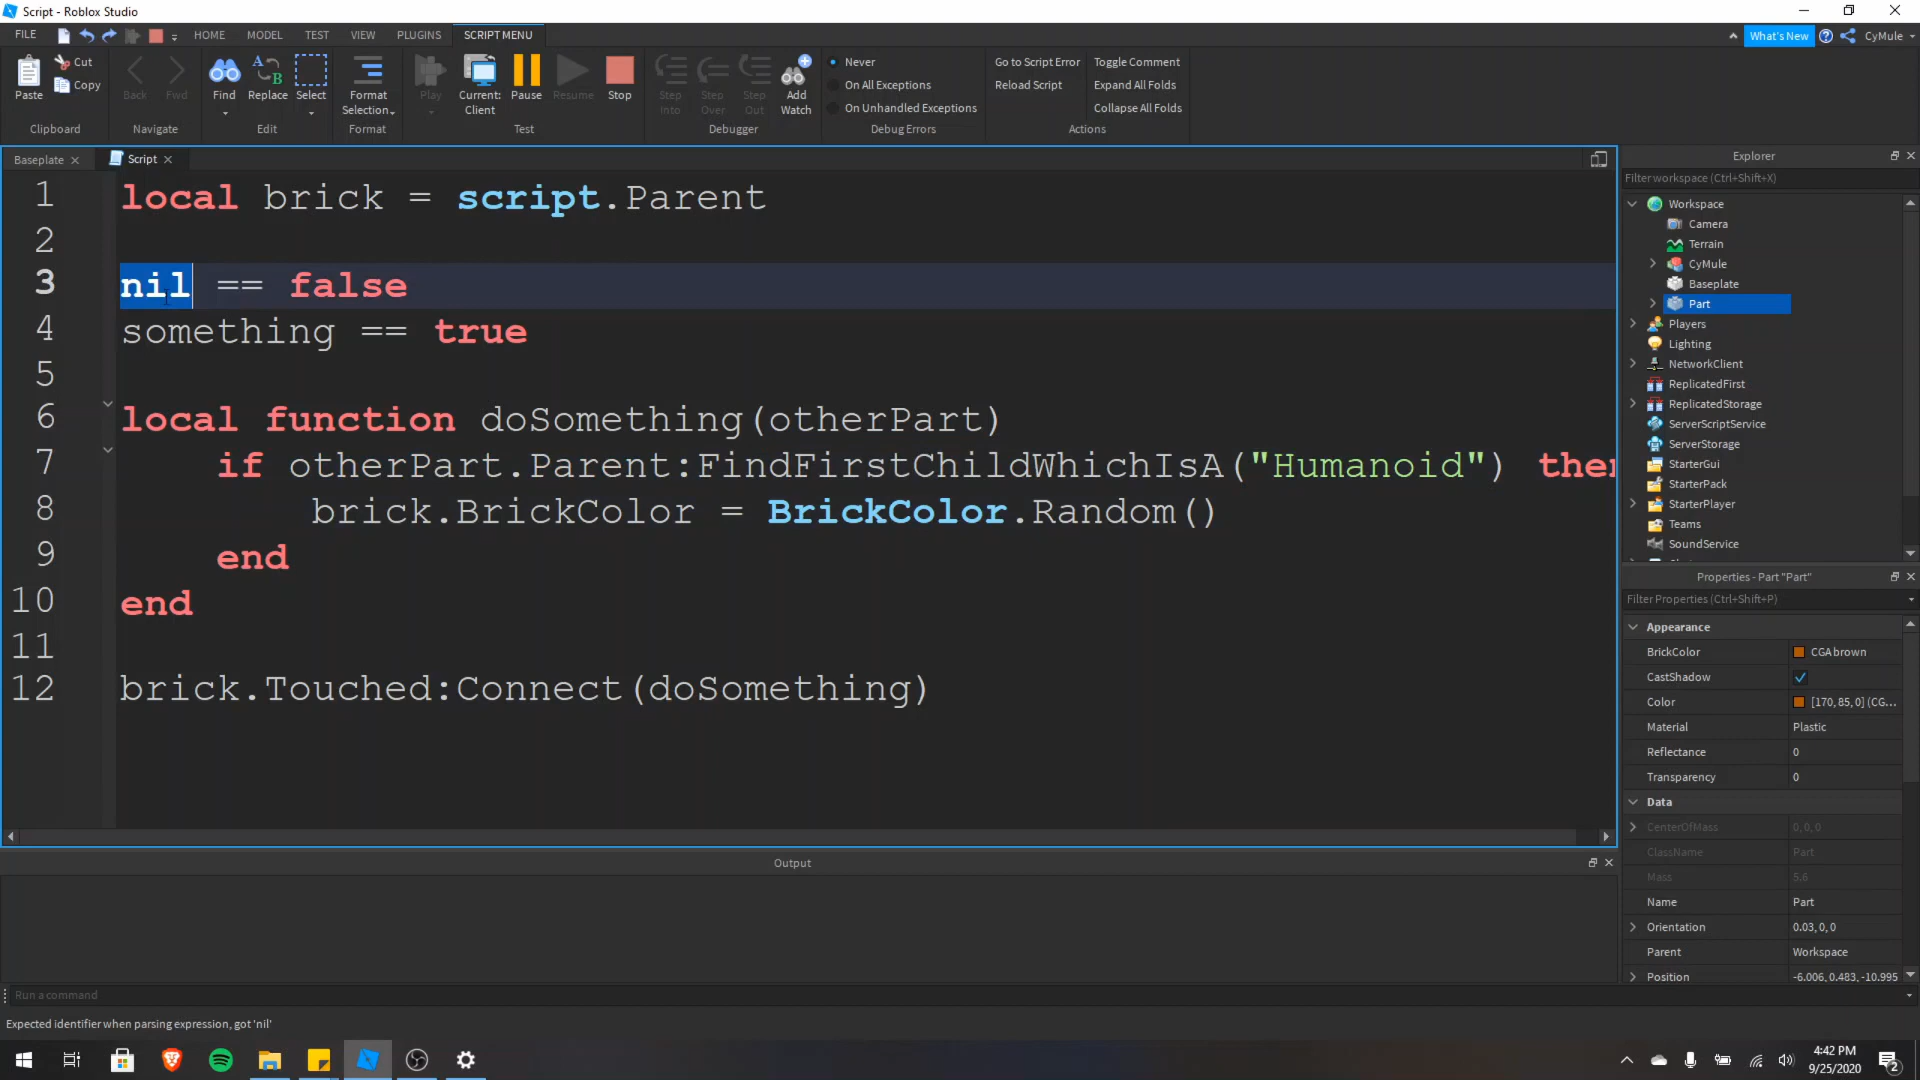 Script - Roblox Studio
FILE HOME MODEL TEST VIEW PLUGINS SCRIPT MENU What's New CyMule
Paste Cut Copy Back Fwd Find Replace Select Format Selection Play Current: Client Pause Resume Stop Step Into Step Over Step Out Add Watch
Never
On All Exceptions
On Unhandled Exceptions
Go to Script Error Toggle Comment
Reload Script Expand All Folds
Collapse All Folds
Clipboard Navigate Edit Format Test Debugger Debug Errors Actions
Baseplate Script
1 local brick = script.Parent
2
3 nil == false
4 something == true
5
6 local function doSomething(otherPart)
7 if otherPart.Parent:FindFirstChildWhichIsA("Humanoid") then
8 brick.BrickColor = BrickColor.Random()
9 end
10 end
11
12 brick.Touched:Connect(doSomething)
Output
Run a command
Expected identifier when parsing expression, got 'nil'
Explorer
Filter workspace (Ctrl+Shift+X)
Workspace
Camera
Terrain
CyMule
Baseplate
Part
Players
Lighting
NetworkClient
ReplicatedFirst
ReplicatedStorage
ServerScriptService
ServerStorage
StarterGui
StarterPack
StarterPlayer
Teams
SoundService
Properties - Part "Part"
Filter Properties (Ctrl+Shift+P)
Appearance
BrickColor CGA brown
CastShadow
Color [170, 85, 0] (CG...
Material Plastic
Reflectance 0
Transparency 0
Data
CenterOfMass 0, 0, 0
ClassName Part
Mass 5.6
Name Part
Orientation 0.03, 0, 0
Parent Workspace
Position -6.006, 0.483, -10.995
4:42 PM
9/25/2020
2